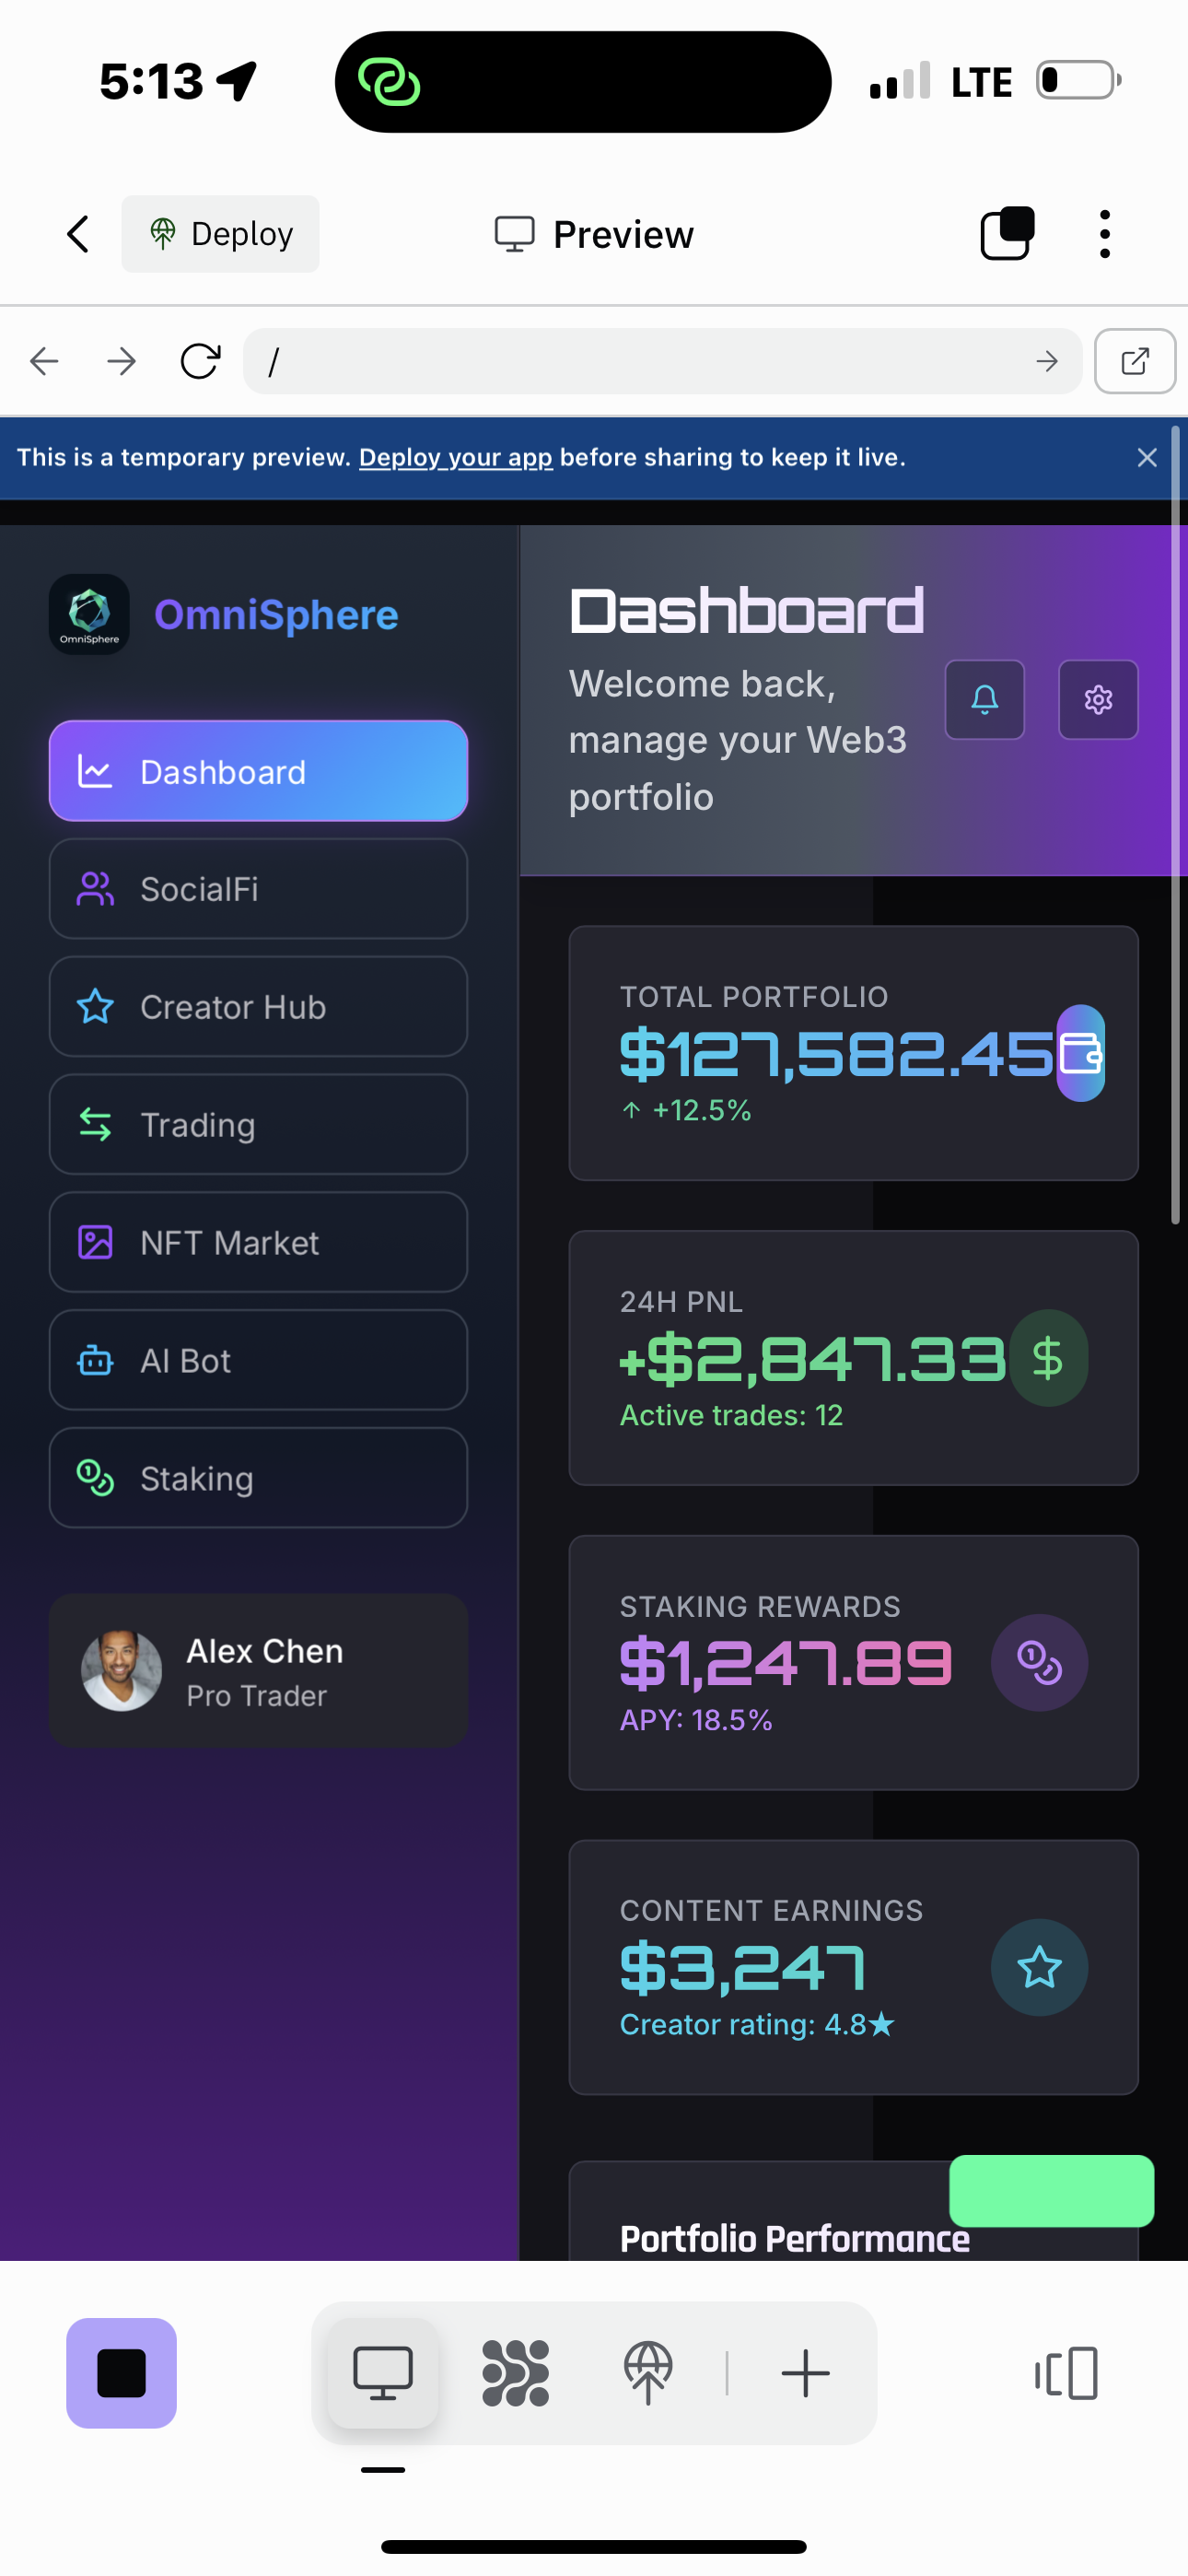 5:13
LTE
Deploy
Preview
/
This is a temporary preview. Deploy your app before sharing to keep it live.
OmniSphere
OmniSphere
Dashboard
SocialFi
Creator Hub
Trading
NFT Market
AI Bot
Staking
Alex Chen
Pro Trader
Dashboard
Welcome back,
manage your Web3
portfolio
TOTAL PORTFOLIO
$127,582.45
↑ +12.5%
24H PNL
+$2,847.33
$
Active trades: 12
STAKING REWARDS
$1,247.89
APY: 18.5%
CONTENT EARNINGS
$3,247
Creator rating: 4.8★
Portfolio Performance